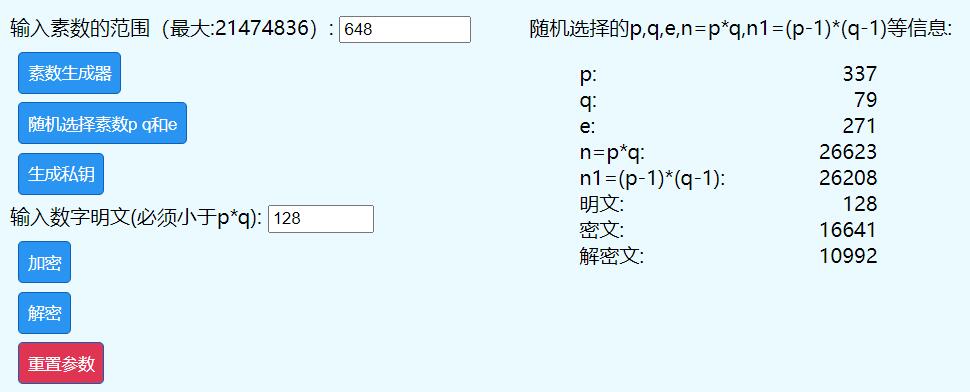 输入素数的范围（最大:21474836）: 648
素数生成器
随机选择素数p q和e
生成私钥
输入数字明文(必须小于p*q): 128
加密
解密
重置参数
随机选择的p,q,e,n=p*q,n1=(p-1)*(q-1)等信息:
p: 337
q: 79
e: 271
n=p*q: 26623
n1=(p-1)*(q-1): 26208
明文: 128
密文: 16641
解密文: 10992